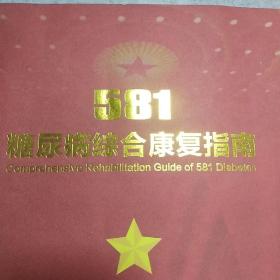 581
糖尿病综合康复指南
Comprehensive Rehabilitation Guide of 581 Diabetes